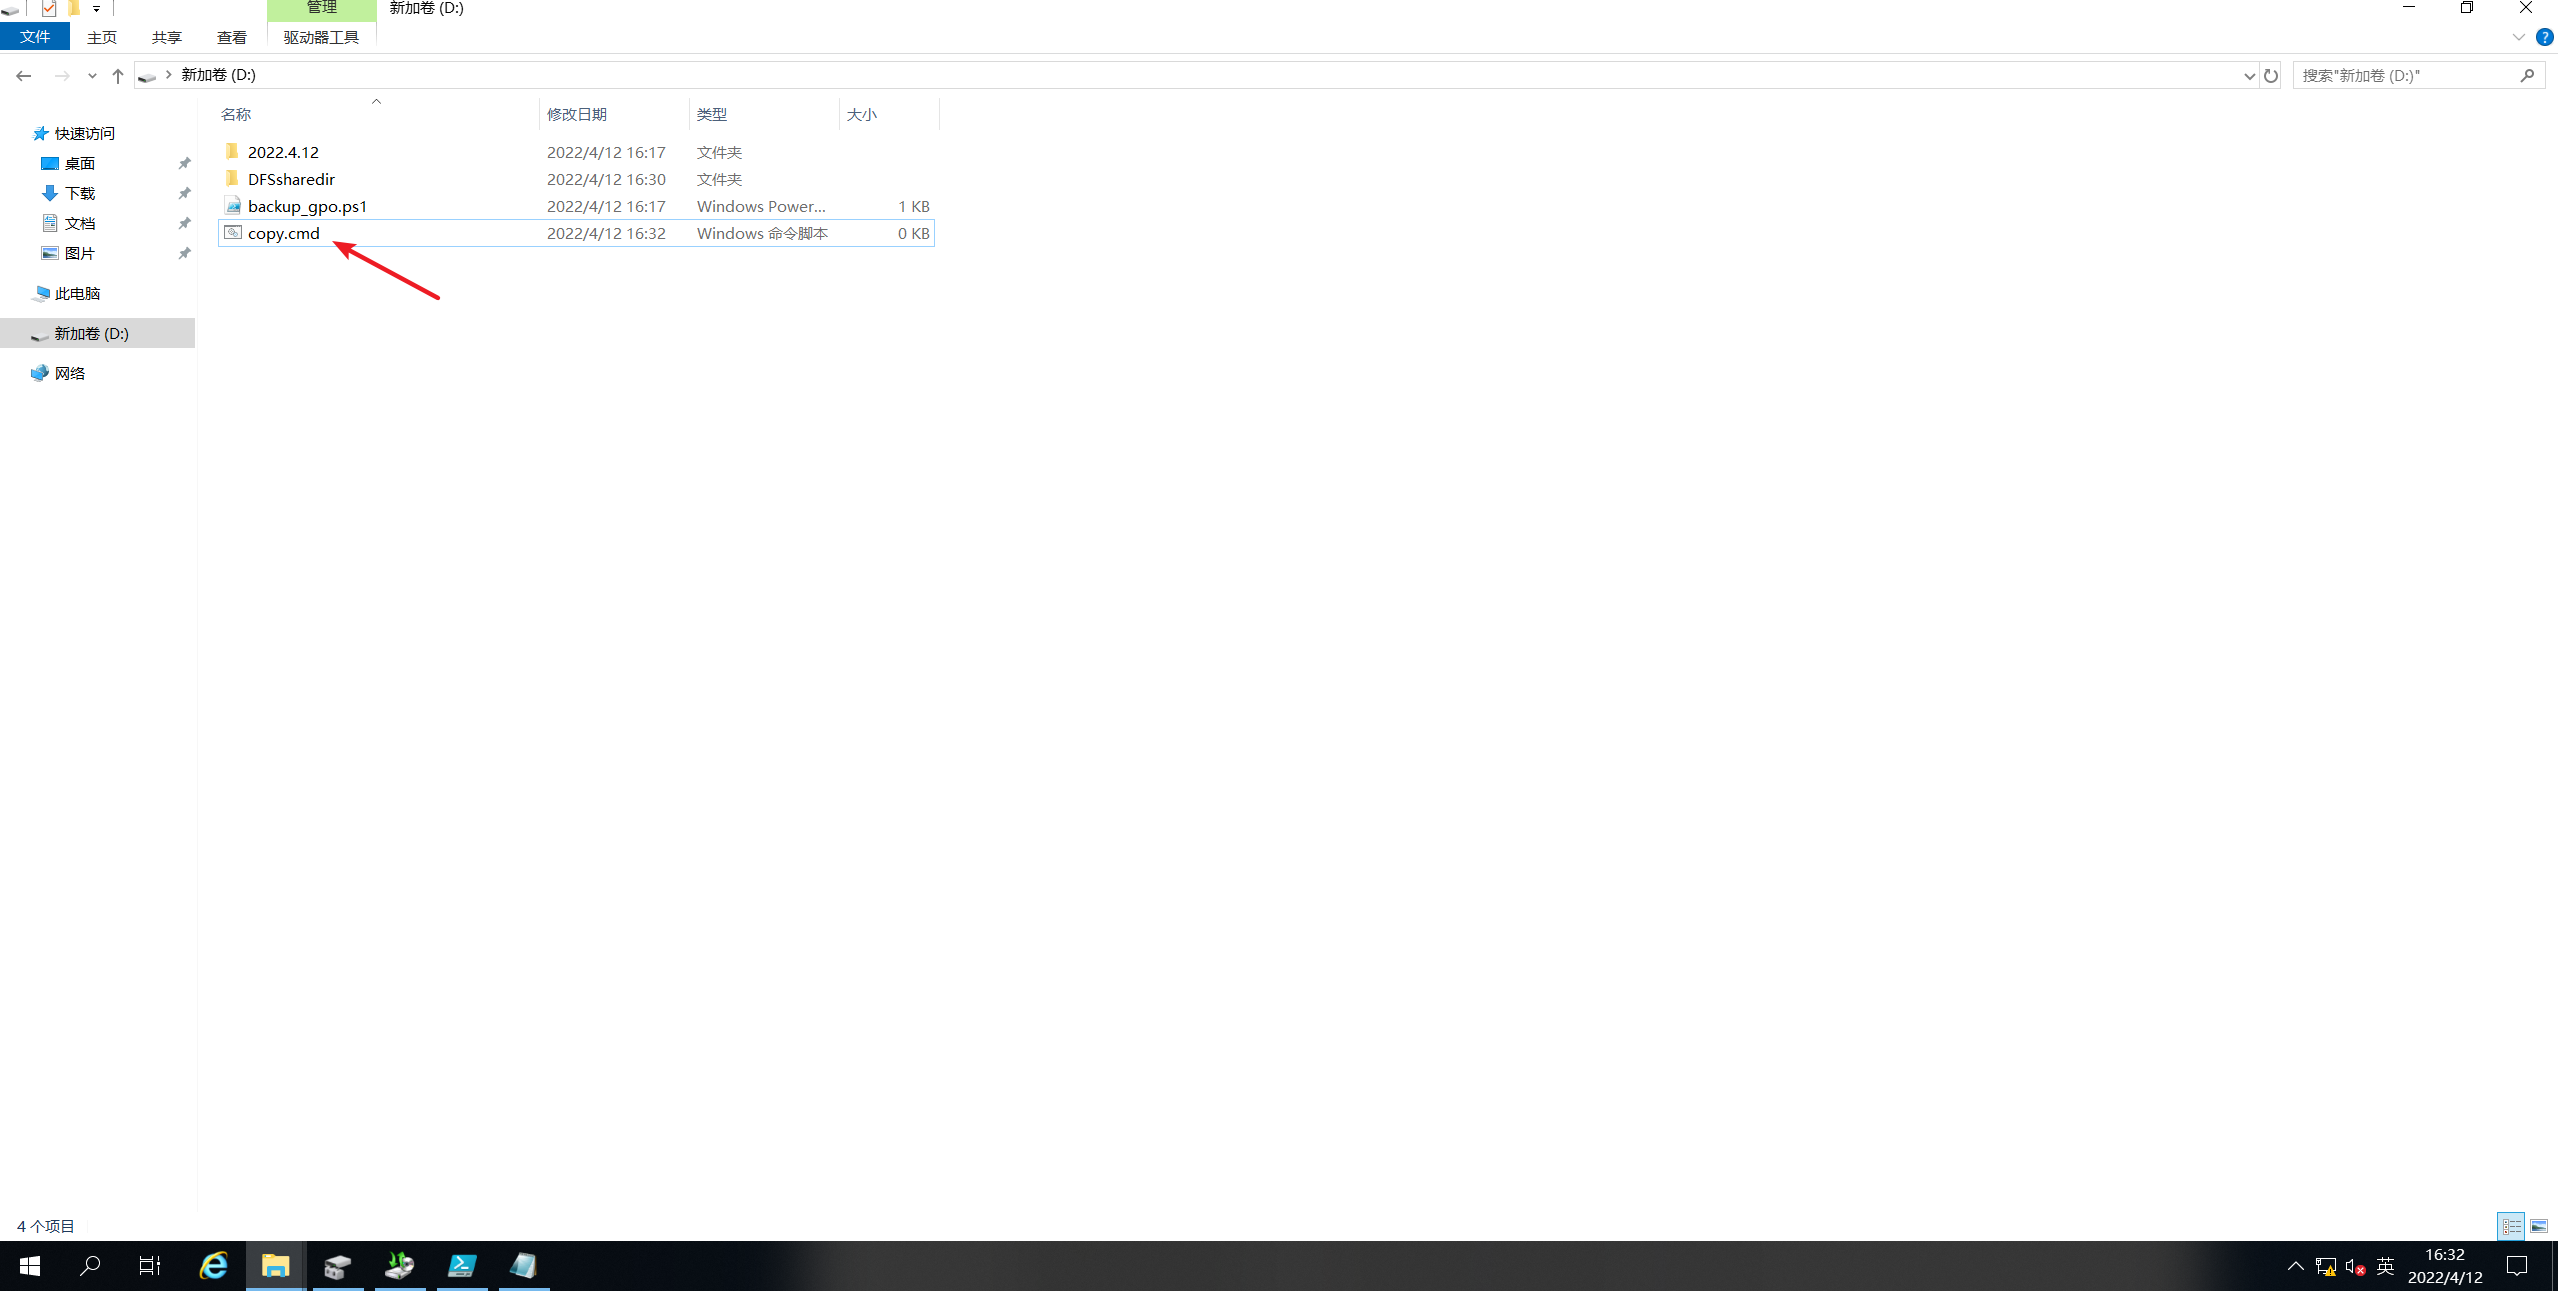 管理
新加卷 (D:)
文件
主页
共享
查看
驱动器工具
新加卷 (D:)
搜索"新加卷 (D:)"
名称
修改日期
类型
大小
快速访问
桌面
下载
文档
图片
此电脑
新加卷 (D:)
网络
2022.4.12 2022/4/12 16:17 文件夹
DFSsharedir 2022/4/12 16:30 文件夹
backup_gpo.ps1 2022/4/12 16:17 Windows Power... 1 KB
copy.cmd 2022/4/12 16:32 Windows 命令脚本 0 KB
4 个项目
英
16:32
2022/4/12